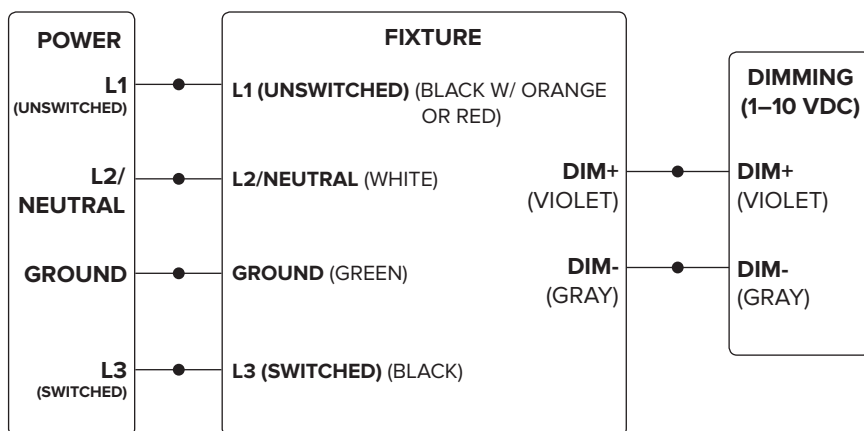 POWER
L1
(UNSWITCHED)
L2/
NEUTRAL
GROUND
L3
(SWITCHED)
FIXTURE
L1 (UNSWITCHED) (BLACK W/ ORANGE
OR RED)
L2/NEUTRAL (WHITE)
GROUND (GREEN)
L3 (SWITCHED) (BLACK)
DIM+
(VIOLET)
DIM-
(GRAY)
DIMMING
(1–10 VDC)
DIM+
(VIOLET)
DIM-
(GRAY)